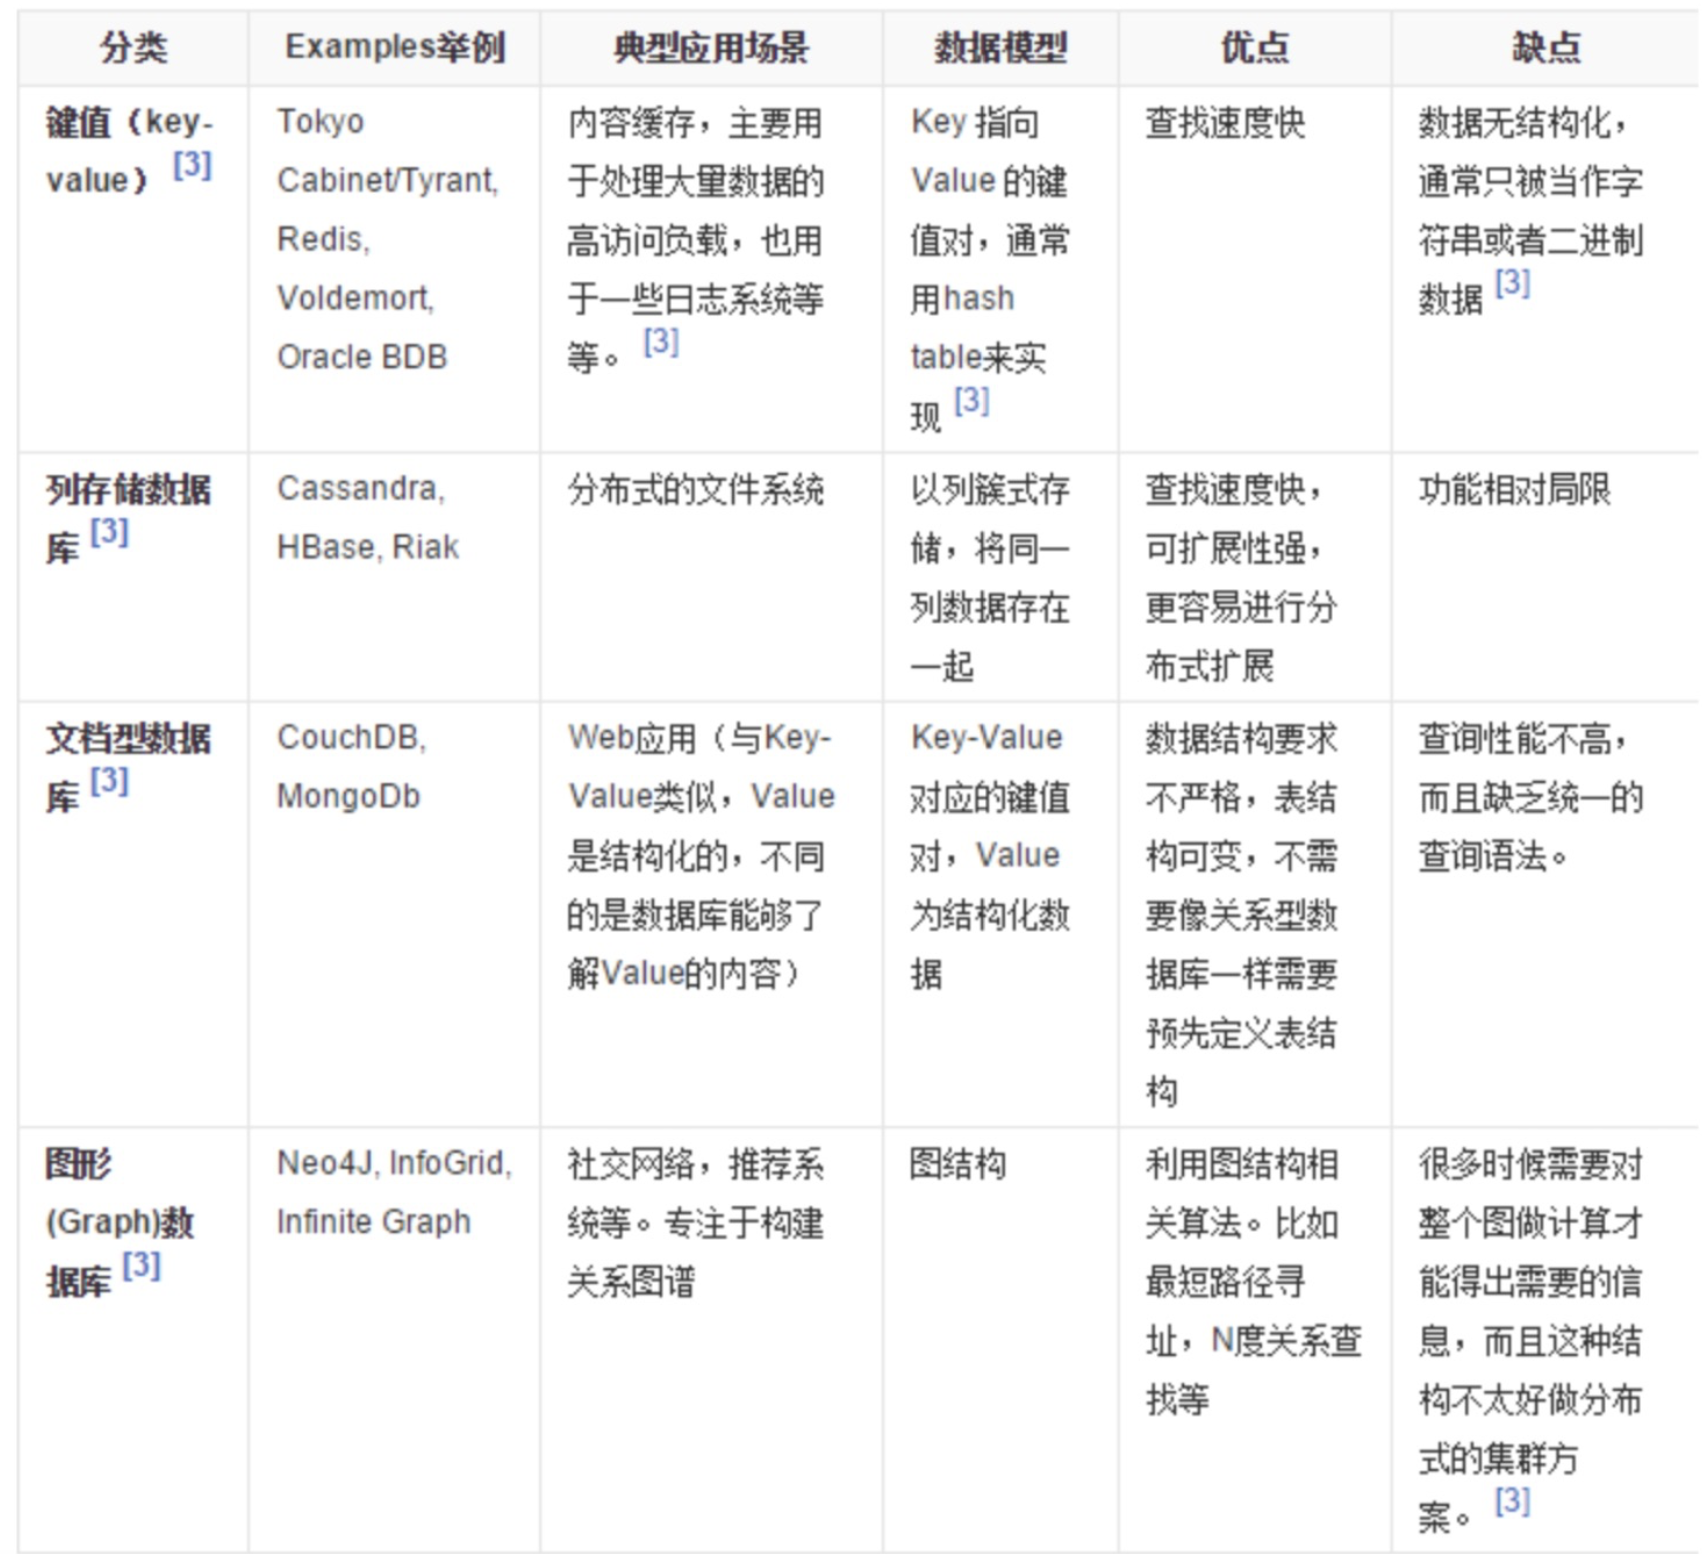 分类
Examples举例
典型应用场景
数据模型
优点
缺点
键值（key-
value） [3]
Tokyo
Cabinet/Tyrant,
Redis,
Voldemort,
Oracle BDB
内容缓存，主要用
于处理大量数据的
高访问负载，也用
于一些日志系统等
等。 [3]
Key 指向
Value 的键
值对，通常
用hash
table来实
现 [3]
查找速度快
数据无结构化，
通常只被当作字
符串或者二进制
数据 [3]
列存储数据
库 [3]
Cassandra,
HBase, Riak
分布式的文件系统
以列簇式存
储，将同一
列数据存在
一起
查找速度快，
可扩展性强，
更容易进行分
布式扩展
功能相对局限
文档型数据
库 [3]
CouchDB,
MongoDb
Web应用（与Key-
Value类似，Value
是结构化的，不同
的是数据库能够了
解Value的内容）
Key-Value
对应的键值
对，Value
为结构化数
据
数据结构要求
不严格，表结
构可变，不需
要像关系型数
据库一样需要
预先定义表结
构
查询性能不高，
而且缺乏统一的
查询语法。
图形
(Graph)数
据库 [3]
Neo4J, InfoGrid,
Infinite Graph
社交网络，推荐系
统等。专注于构建
关系图谱
图结构
利用图结构相
关算法。比如
最短路径寻
址，N度关系查
找等
很多时候需要对
整个图做计算才
能得出需要的信
息，而且这种结
构不太好做分布
式的集群方
案。 [3]